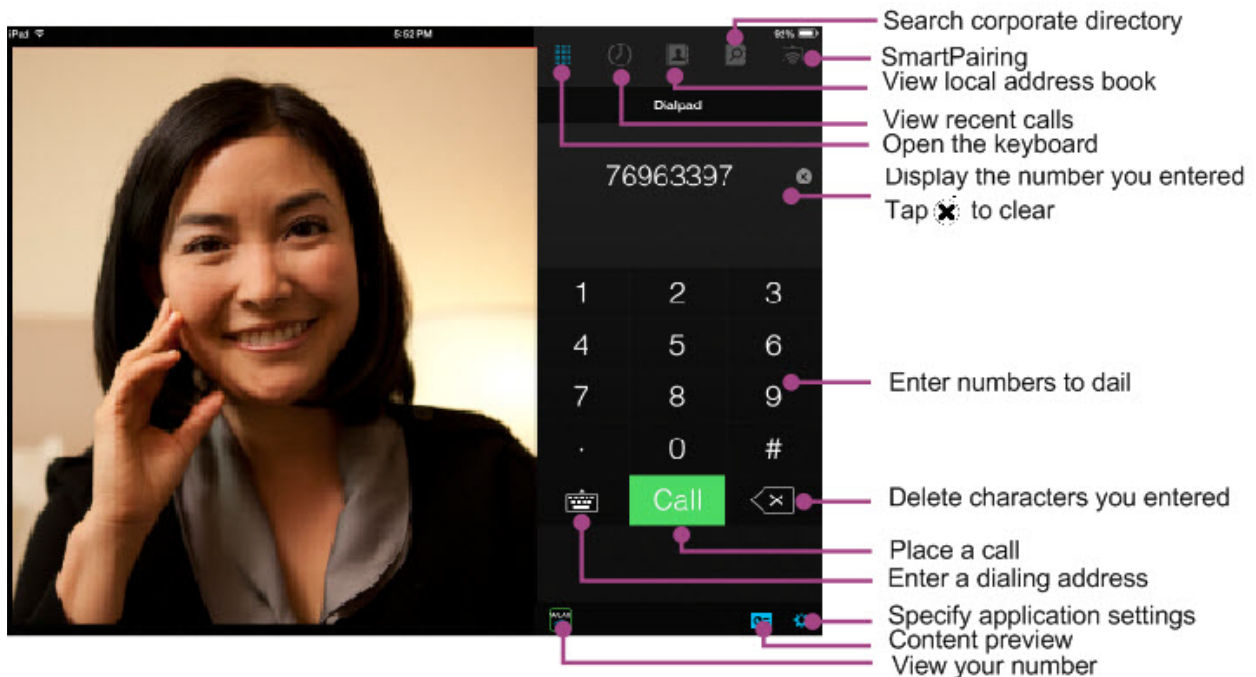 iPad 5:52 PM 92%
Search corporate directory
SmartPairing
View local address book
Dialpad
View recent calls
Open the keyboard
76963397
Display the number you entered
Tap to clear
1 2 3
4 5 6
Enter numbers to dail
7 8 9
. 0 #
Call
Delete characters you entered
Place a call
Enter a dialing address
Specify application settings
Content preview
View your number